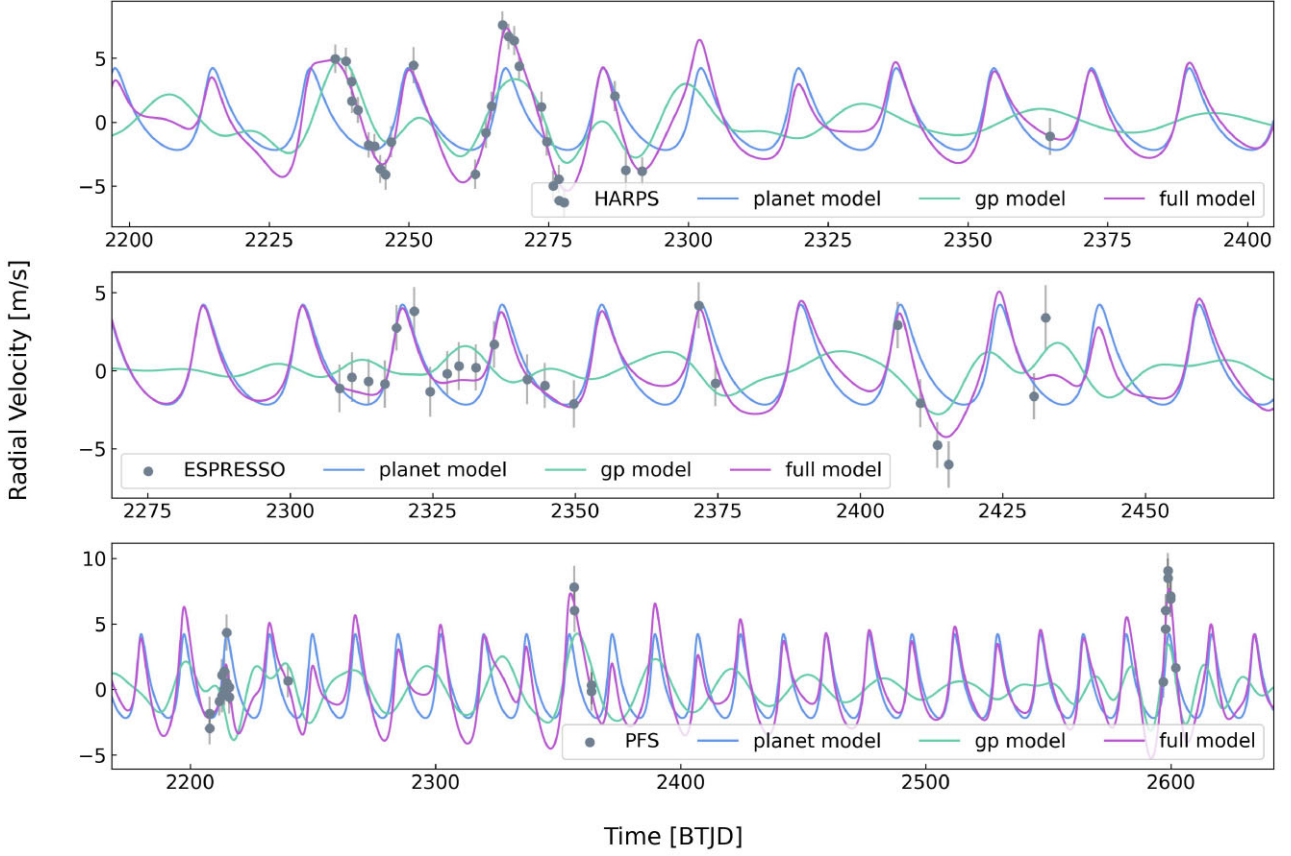 5
0
−5
HARPS planet model gp model full model
2200 2225 2250 2275 2300 2325 2350 2375 2400
5
0
−5
ESPRESSO planet model gp model full model
2275 2300 2325 2350 2375 2400 2425 2450
10
5
0
−5
PFS planet model gp model full model
2200 2300 2400 2500 2600
Radial Velocity [m/s]
Time [BTJD]